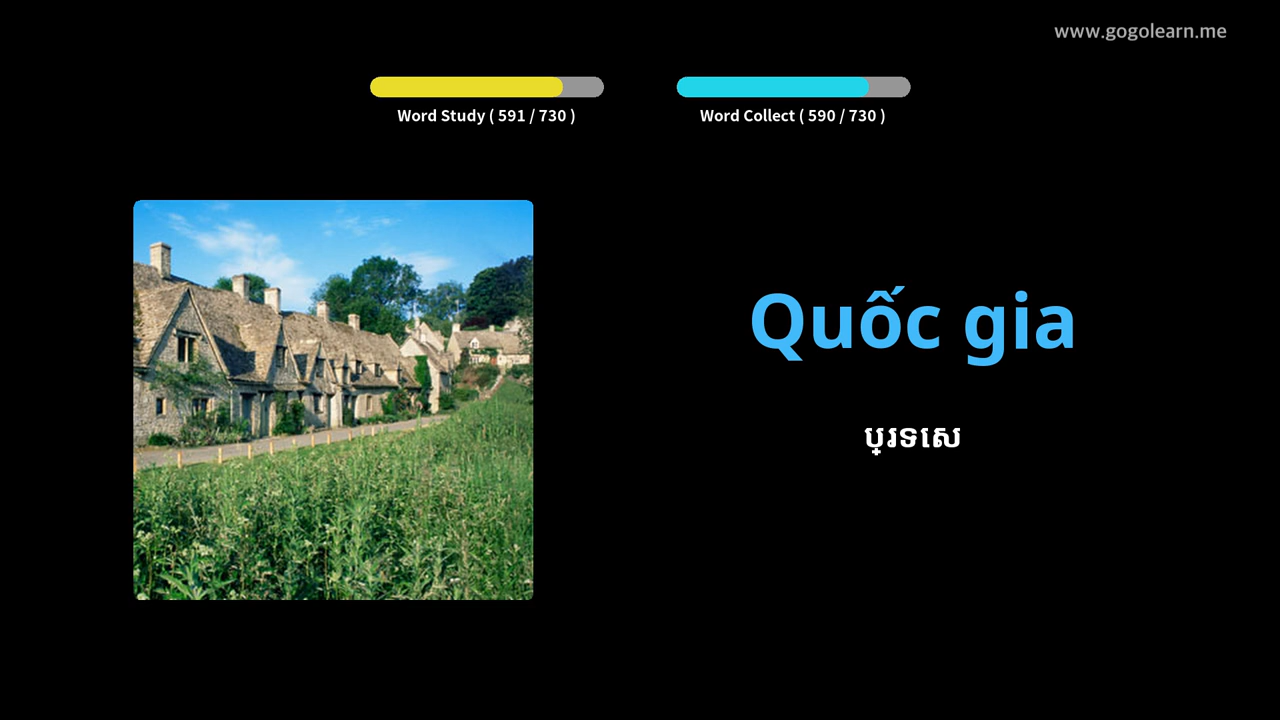 www.gogolearn.me
Word Study ( 591 / 730 )
Word Collect ( 590 / 730 )
Quốc gia
ប្រទេស